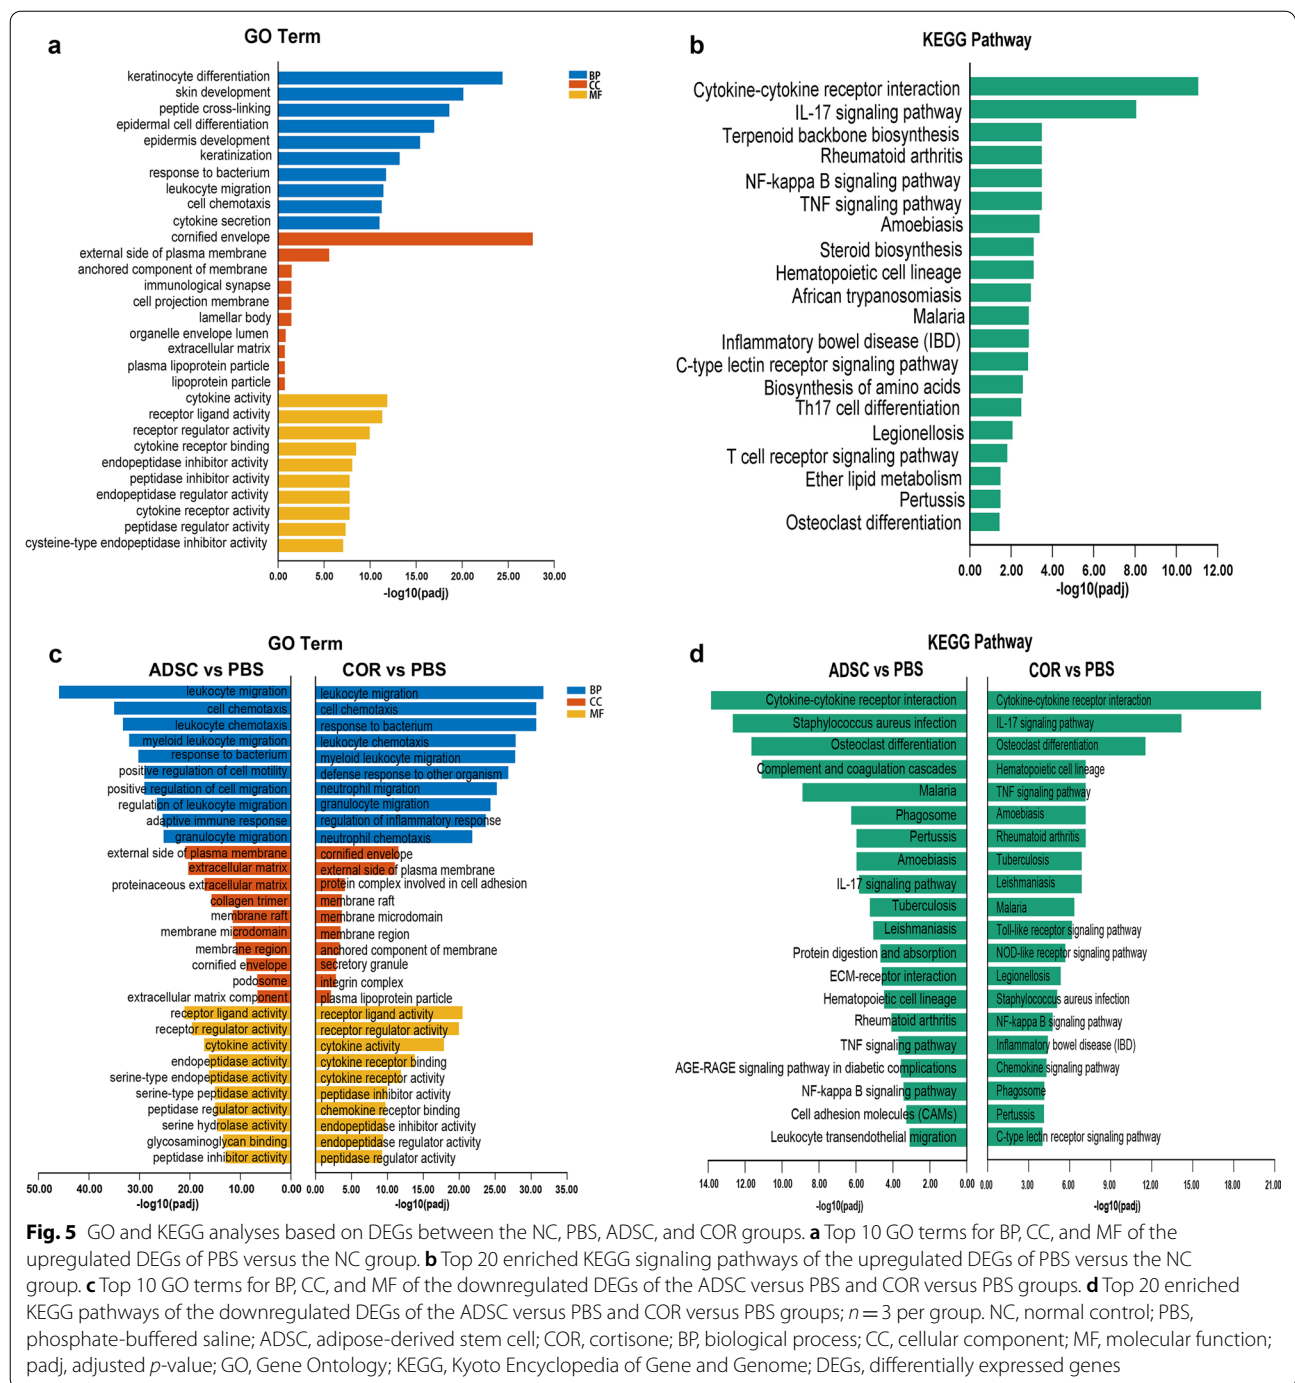 a
GO Term
keratinocyte differentiation
skin development
peptide cross-linking
epidermal cell differentiation
epidermis development
keratinization
response to bacterium
leukocyte migration
cell chemotaxis
cytokine secretion
cornified envelope
external side of plasma membrane
anchored component of membrane
immunological synapse
cell projection membrane
lamellar body
organelle envelope lumen
extracellular matrix
plasma lipoprotein particle
lipoprotein particle
cytokine activity
receptor ligand activity
receptor regulator activity
cytokine receptor binding
endopeptidase inhibitor activity
peptidase inhibitor activity
endopeptidase regulator activity
cytokine receptor activity
peptidase regulator activity
cysteine-type endopeptidase inhibitor activity
BP
CC
MF
0.00 5.00 10.00 15.00 20.00 25.00 30.00
-log10(padj)
b
KEGG Pathway
Cytokine-cytokine receptor interaction
IL-17 signaling pathway
Terpenoid backbone biosynthesis
Rheumatoid arthritis
NF-kappa B signaling pathway
TNF signaling pathway
Amoebiasis
Steroid biosynthesis
Hematopoietic cell lineage
African trypanosomiasis
Malaria
Inflammatory bowel disease (IBD)
C-type lectin receptor signaling pathway
Biosynthesis of amino acids
Th17 cell differentiation
Legionellosis
T cell receptor signaling pathway
Ether lipid metabolism
Pertussis
Osteoclast differentiation
0.00 2.00 4.00 6.00 8.00 10.00 12.00
-log10(padj)
c
GO Term
ADSC vs PBS
leukocyte migration
cell chemotaxis
leukocyte chemotaxis
myeloid leukocyte migration
response to bacterium
positive regulation of cell motility
positive regulation of cell migration
regulation of leukocyte migration
adaptive immune response
granulocyte migration
external side of plasma membrane
extracellular matrix
proteinaceous extracellular matrix
collagen trimer
membrane raft
membrane microdomain
membrane region
cornified envelope
podosome
extracellular matrix component
receptor ligand activity
receptor regulator activity
cytokine activity
endopeptidase activity
serine-type endopeptidase activity
serine-type peptidase activity
peptidase regulator activity
serine hydrolase activity
glycosaminoglycan binding
peptidase inhibitor activity
50.00 40.00 30.00 20.00 10.00 0.00
-log10(padj)
COR vs PBS
leukocyte migration
cell chemotaxis
response to bacterium
leukocyte chemotaxis
myeloid leukocyte migration
defense response to other organism
neutrophil migration
granulocyte migration
regulation of inflammatory response
neutrophil chemotaxis
cornified envelope
external side of plasma membrane
protein complex involved in cell adhesion
membrane raft
membrane microdomain
membrane region
anchored component of membrane
secretory granule
integrin complex
plasma lipoprotein particle
receptor ligand activity
receptor regulator activity
cytokine activity
cytokine receptor binding
cytokine receptor activity
peptidase inhibitor activity
chemokine receptor binding
endopeptidase inhibitor activity
endopeptidase regulator activity
peptidase regulator activity
0.00 5.00 10.00 15.00 20.00 25.00 30.00 35.00
-log10(padj)
BP
CC
MF
d
KEGG Pathway
ADSC vs PBS
Cytokine-cytokine receptor interaction
Staphylococcus aureus infection
Osteoclast differentiation
Complement and coagulation cascades
Malaria
Phagosome
Pertussis
Amoebiasis
IL-17 signaling pathway
Tuberculosis
Leishmaniasis
Protein digestion and absorption
ECM-receptor interaction
Hematopoietic cell lineage
Rheumatoid arthritis
TNF signaling pathway
AGE-RAGE signaling pathway in diabetic complications
NF-kappa B signaling pathway
Cell adhesion molecules (CAMs)
Leukocyte transendothelial migration
14.00 12.00 10.00 8.00 6.00 4.00 2.00 0.00
-log10(padj)
COR vs PBS
Cytokine-cytokine receptor interaction
IL-17 signaling pathway
Osteoclast differentiation
Hematopoietic cell lineage
TNF signaling pathway
Amoebiasis
Rheumatoid arthritis
Tuberculosis
Leishmaniasis
Malaria
Toll-like receptor signaling pathway
NOD-like receptor signaling pathway
Legionellosis
Staphylococcus aureus infection
NF-kappa B signaling pathway
Inflammatory bowel disease (IBD)
Chemokine signaling pathway
Phagosome
Pertussis
C-type lectin receptor signaling pathway
0.00 3.00 6.00 9.00 12.00 15.00 18.00 21.00
-log10(padj)
Fig. 5 GO and KEGG analyses based on DEGs between the NC, PBS, ADSC, and COR groups. a Top 10 GO terms for BP, CC, and MF of the
upregulated DEGs of PBS versus the NC group. b Top 20 enriched KEGG signaling pathways of the upregulated DEGs of PBS versus the NC
group. c Top 10 GO terms for BP, CC, and MF of the downregulated DEGs of the ADSC versus PBS and COR versus PBS groups. d Top 20 enriched
KEGG pathways of the downregulated DEGs of the ADSC versus PBS and COR versus PBS groups; n = 3 per group. NC, normal control; PBS,
phosphate-buffered saline; ADSC, adipose-derived stem cell; COR, cortisone; BP, biological process; CC, cellular component; MF, molecular function;
padj, adjusted p-value; GO, Gene Ontology; KEGG, Kyoto Encyclopedia of Gene and Genome; DEGs, differentially expressed genes